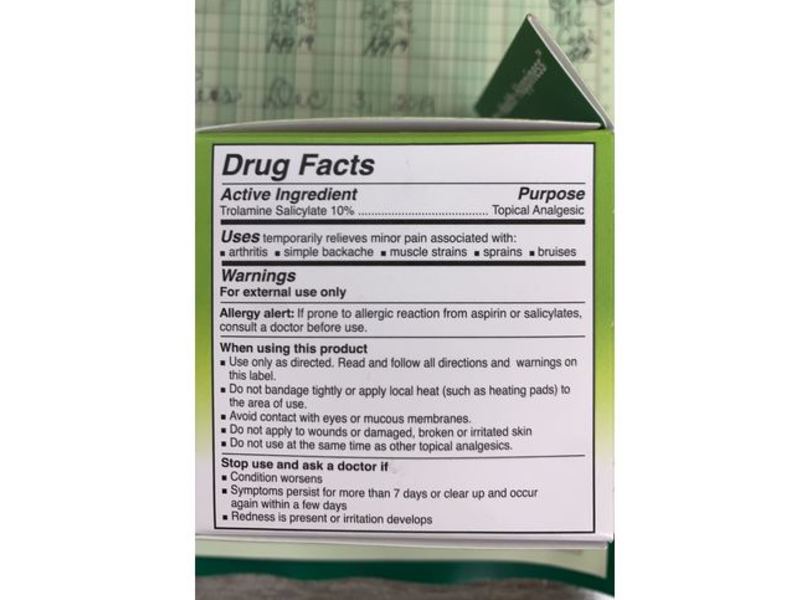 Dec 3, 2019
Drug Facts
Active Ingredient Purpose
Trolamine Salicylate 10% ...................................... Topical Analgesic
Uses temporarily relieves minor pain associated with:
▪ arthritis ▪ simple backache ▪ muscle strains ▪ sprains ▪ bruises
Warnings
For external use only
Allergy alert: If prone to allergic reaction from aspirin or salicylates,
consult a doctor before use.
When using this product
▪ Use only as directed. Read and follow all directions and warnings on
this label.
▪ Do not bandage tightly or apply local heat (such as heating pads) to
the area of use.
▪ Avoid contact with eyes or mucous membranes.
▪ Do not apply to wounds or damaged, broken or irritated skin
▪ Do not use at the same time as other topical analgesics.
Stop use and ask a doctor if
▪ Condition worsens
▪ Symptoms persist for more than 7 days or clear up and occur
again within a few days
▪ Redness is present or irritation develops